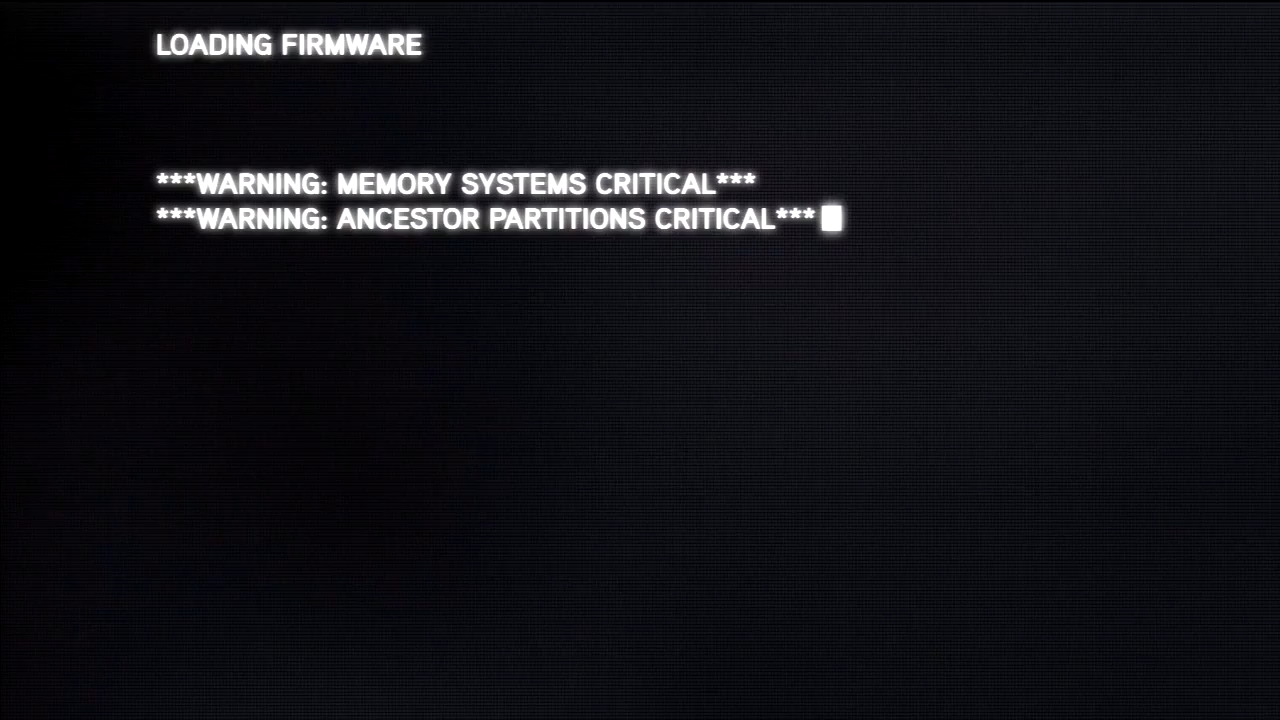 LOADING FIRMWARE
***WARNING: MEMORY SYSTEMS CRITICAL***
***WARNING: ANCESTOR PARTITIONS CRITICAL***